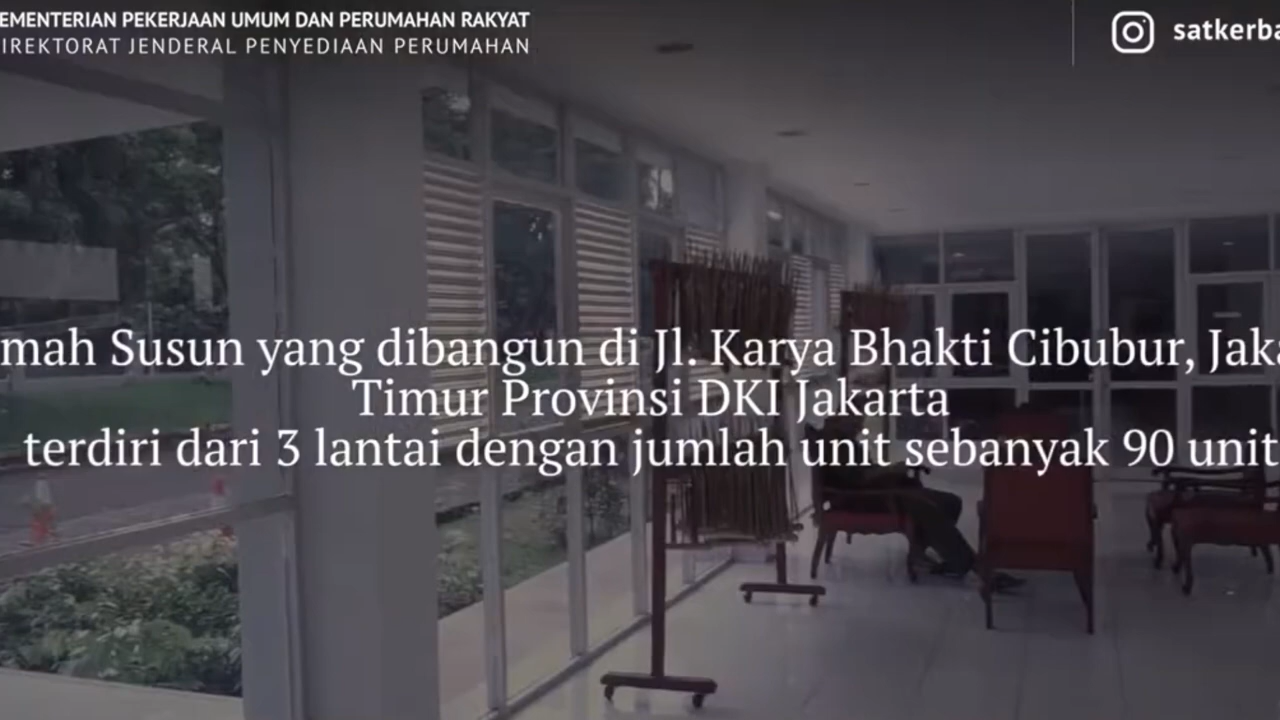 EMENTERIAN PEKERJAAN UMUM DAN PERUMAHAN RAKYAT
IREKTORAT JENDERAL PENYEDIAAN PERUMAHAN
satkerba
mah Susun yang dibangun di Jl. Karya Bhakti Cibubur, Jaks
Timur Provinsi DKI Jakarta
terdiri dari 3 lantai dengan jumlah unit sebanyak 90 unit